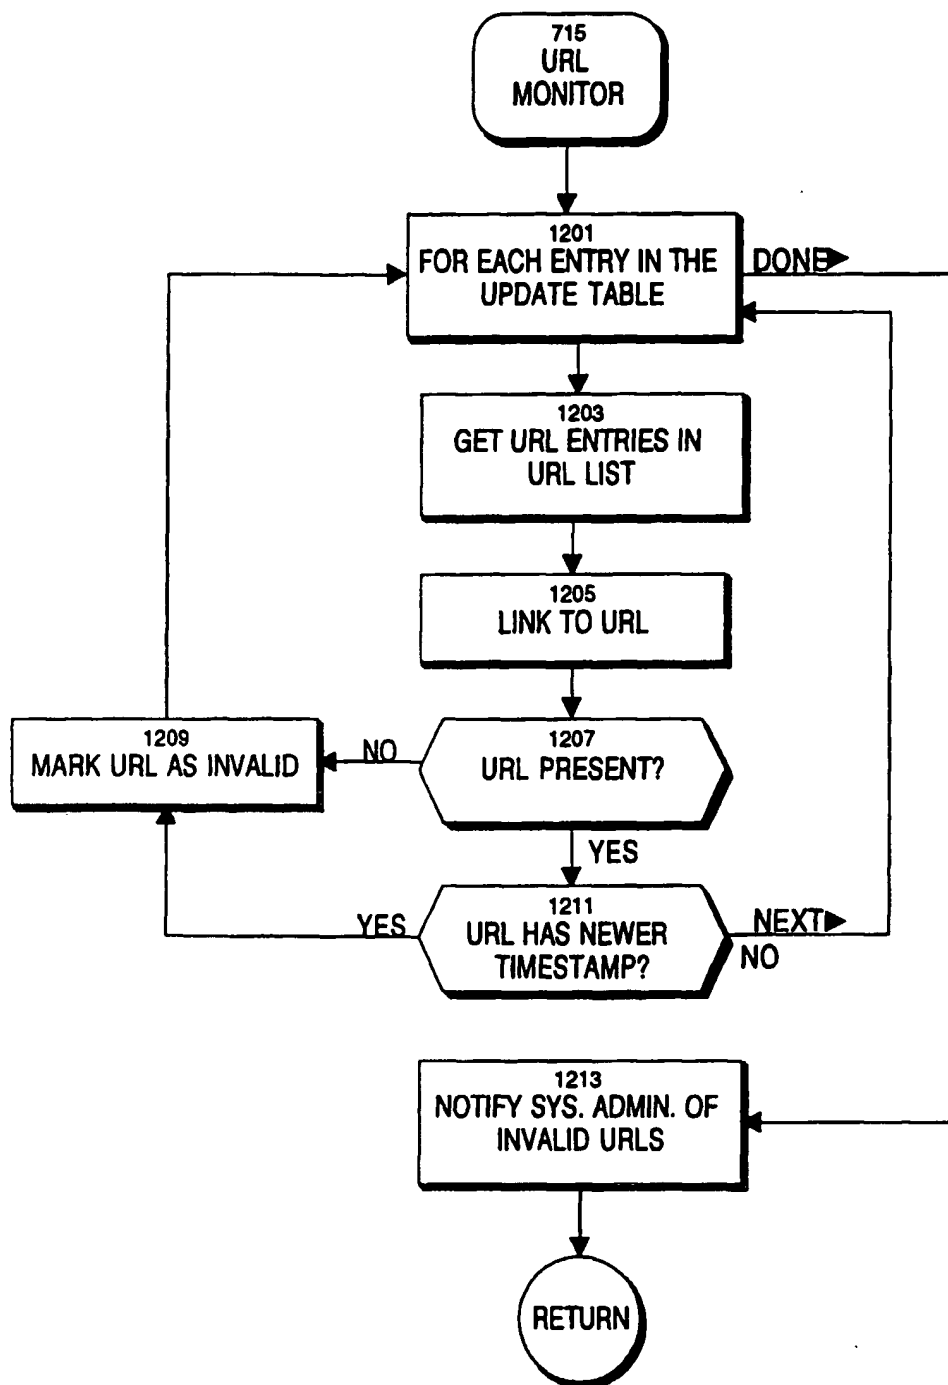 715
URL
MONITOR
1201
FOR EACH ENTRY IN THE
UPDATE TABLE
DONE
1203
GET URL ENTRIES IN
URL LIST
1205
LINK TO URL
1207
URL PRESENT?
NO
1209
MARK URL AS INVALID
YES
1211
URL HAS NEWER
TIMESTAMP?
YES
NEXT
NO
1213
NOTIFY SYS. ADMIN. OF
INVALID URLS
RETURN